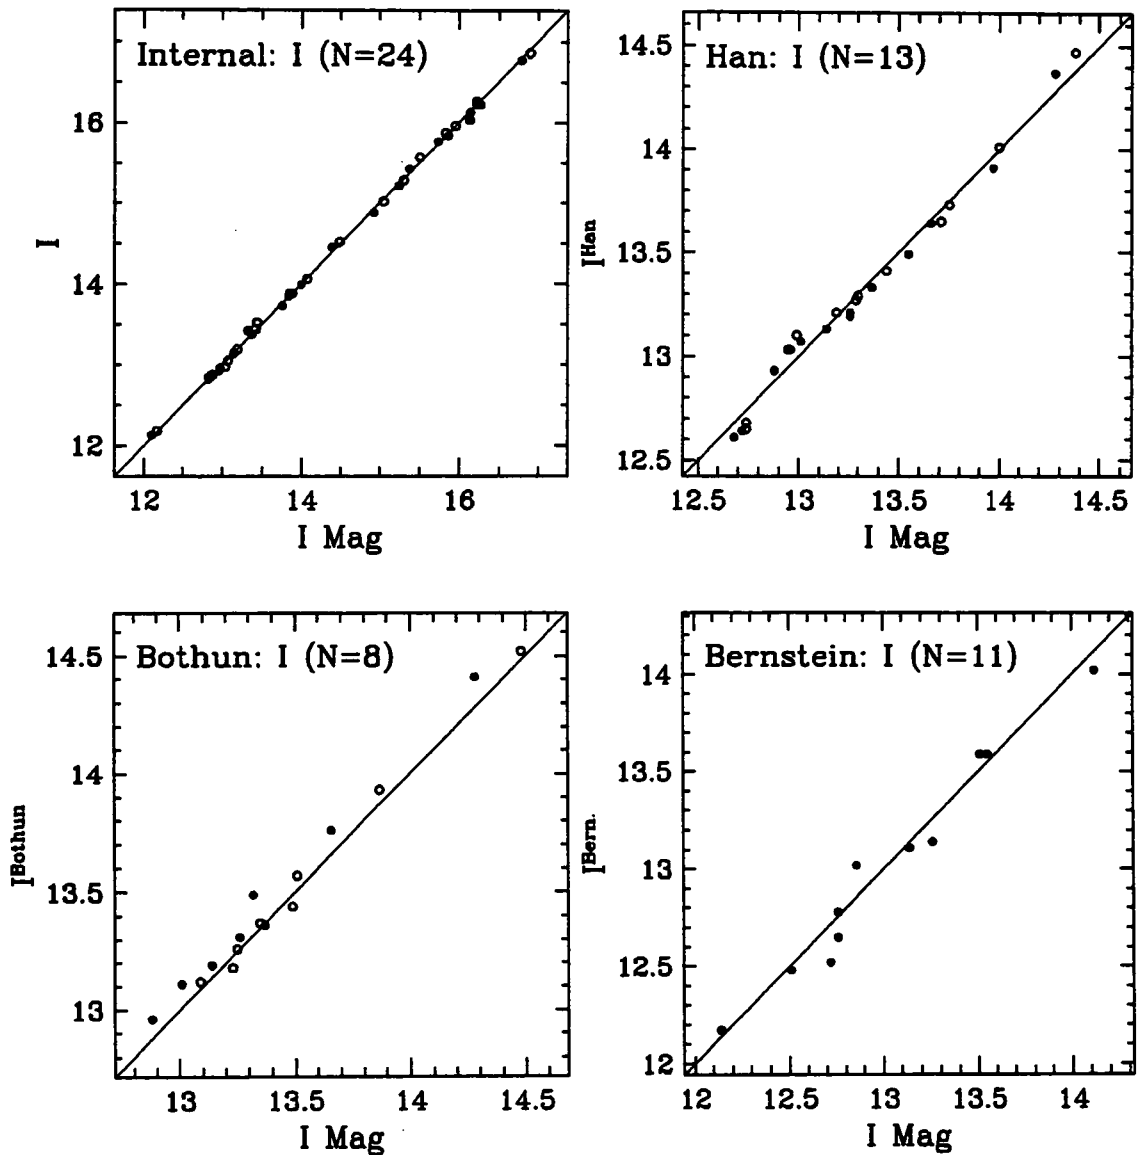 Internal: I (N=24)
I
16
14
12
12 14 16
I Mag
Han: I (N=13)
I^Han
14.5
14
13.5
13
12.5
12.5 13 13.5 14 14.5
I Mag
Bothun: I (N=8)
I^Bothun
14.5
14
13.5
13
13 13.5 14 14.5
I Mag
Bernstein: I (N=11)
I^Bern.
14
13.5
13
12.5
12
12 12.5 13 13.5 14
I Mag